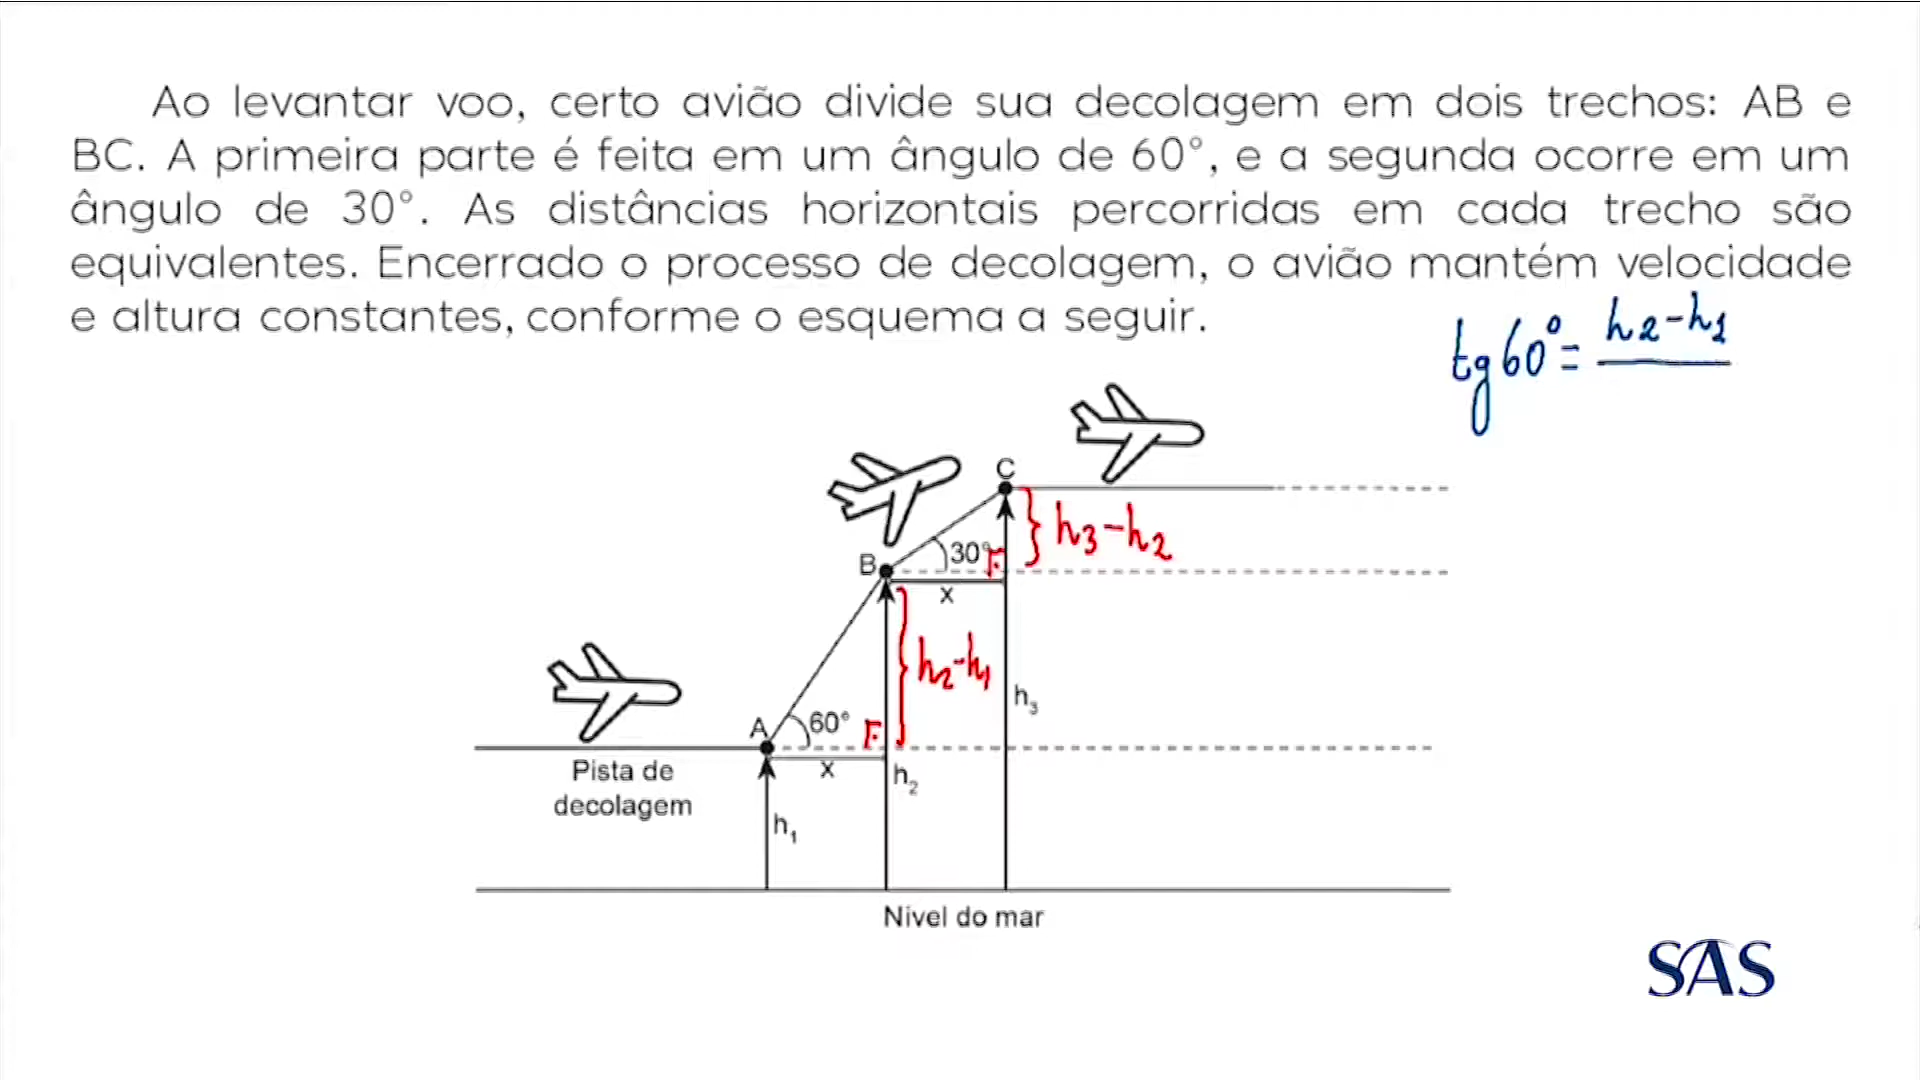 Ao levantar voo, certo avião divide sua decolagem em dois trechos: AB e
BC. A primeira parte é feita em um ângulo de 60°, e a segunda ocorre em um
ângulo de 30°. As distâncias horizontais percorridas em cada trecho são
equivalentes. Encerrado o processo de decolagem, o avião mantém velocidade
e altura constantes, conforme o esquema a seguir.
tg 60° = h2-h1
C
h3-h2
B
30°
x
h2-h1
h3
A
60°
x
h2
Pista de
decolagem
h1
Nível do mar
SAS